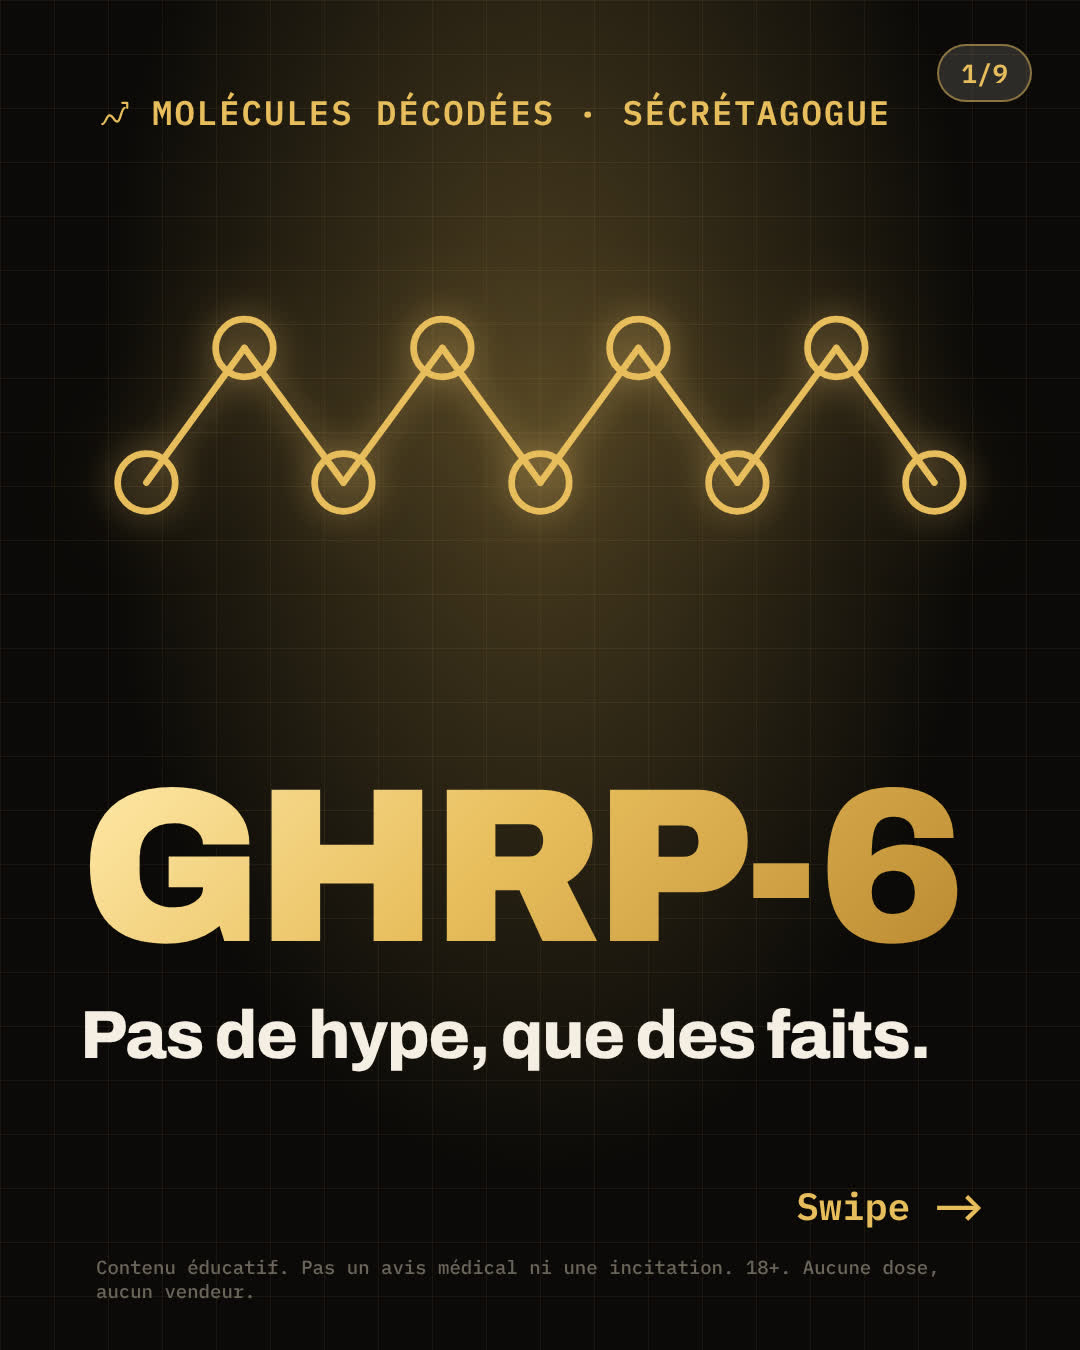 1/9
MOLÉCULES DÉCODÉES · SÉCRÉTAGOGUE
GHRP-6
Pas de hype, que des faits.
Swipe →
Contenu éducatif. Pas un avis médical ni une incitation. 18+. Aucune dose,
aucun vendeur.